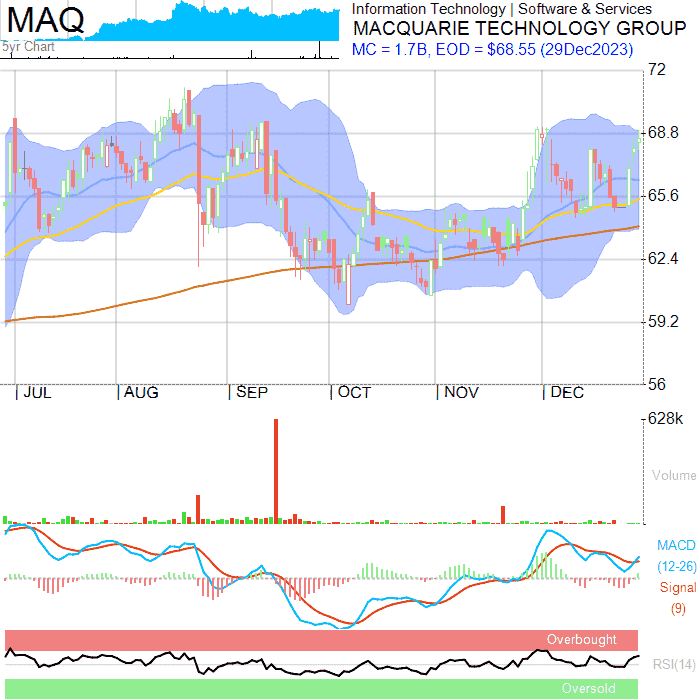 MAQ
5yr Chart
Information Technology | Software & Services
MACQUARIE TECHNOLOGY GROUP
MC = 1.7B, EOD = $68.55 (29Dec2023)
72
68.8
65.6
62.4
59.2
56
JUL AUG SEP OCT NOV DEC
628k
Volume
MACD
(12-26)
Signal
(9)
Overbought
RSI(14)
Oversold